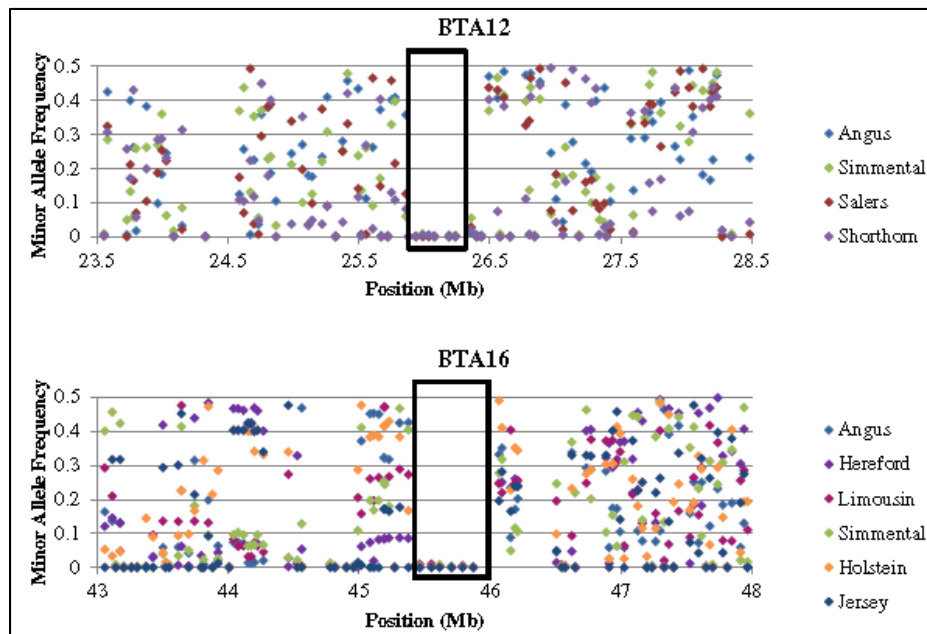 BTA12
Minor Allele Frequency
0.5
0.4
0.3
0.2
0.1
0
23.5 24.5 25.5 26.5 27.5 28.5
Position (Mb)
Angus
Simmental
Salers
Shorthorn
BTA16
Minor Allele Frequency
0.5
0.4
0.3
0.2
0.1
0
43 44 45 46 47 48
Position (Mb)
Angus
Hereford
Limousin
Simmental
Holstein
Jersey